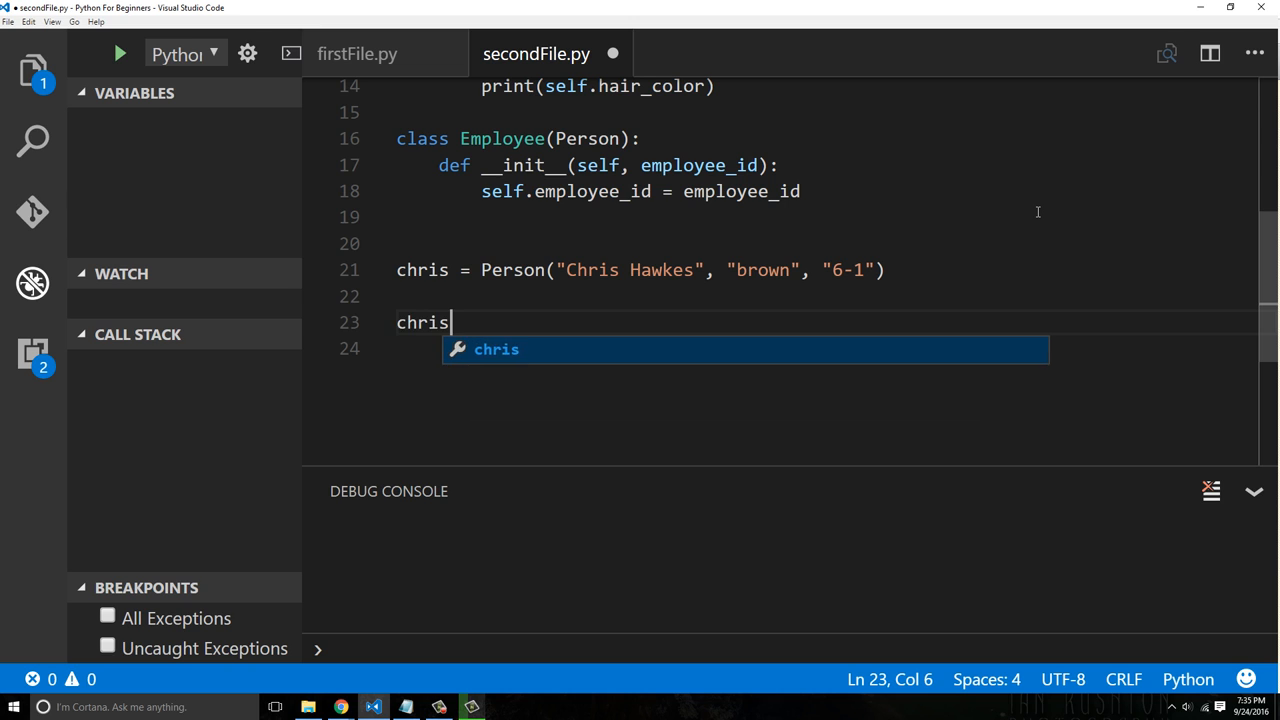 ● secondFile.py - Python For Beginners - Visual Studio Code
File Edit View Go Help
Pythor
firstFile.py
secondFile.py
1
VARIABLES
WATCH
CALL STACK
2
BREAKPOINTS
All Exceptions
Uncaught Exceptions
14 print(self.hair_color)
15
16 class Employee(Person):
17 def __init__(self, employee_id):
18 self.employee_id = employee_id
19
20
21 chris = Person("Chris Hawkes", "brown", "6-1")
22
23 chris
chris
24
DEBUG CONSOLE
0 0
Ln 23, Col 6 Spaces: 4 UTF-8 CRLF Python
I'm Cortana. Ask me anything.
7:35 PM
9/24/2016